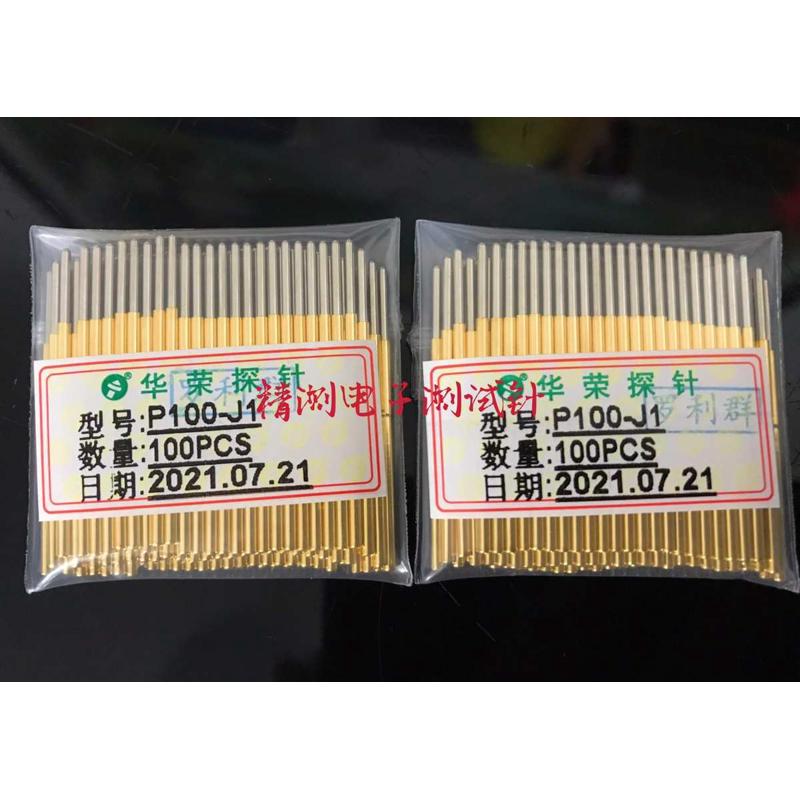 华荣探针
型号:P100-J1
数量:100PCS
日期:2021.07.21
华荣探针
型号:P100-J1
罗利群
数量:100PCS
日期:2021.07.21
精测电子测试针